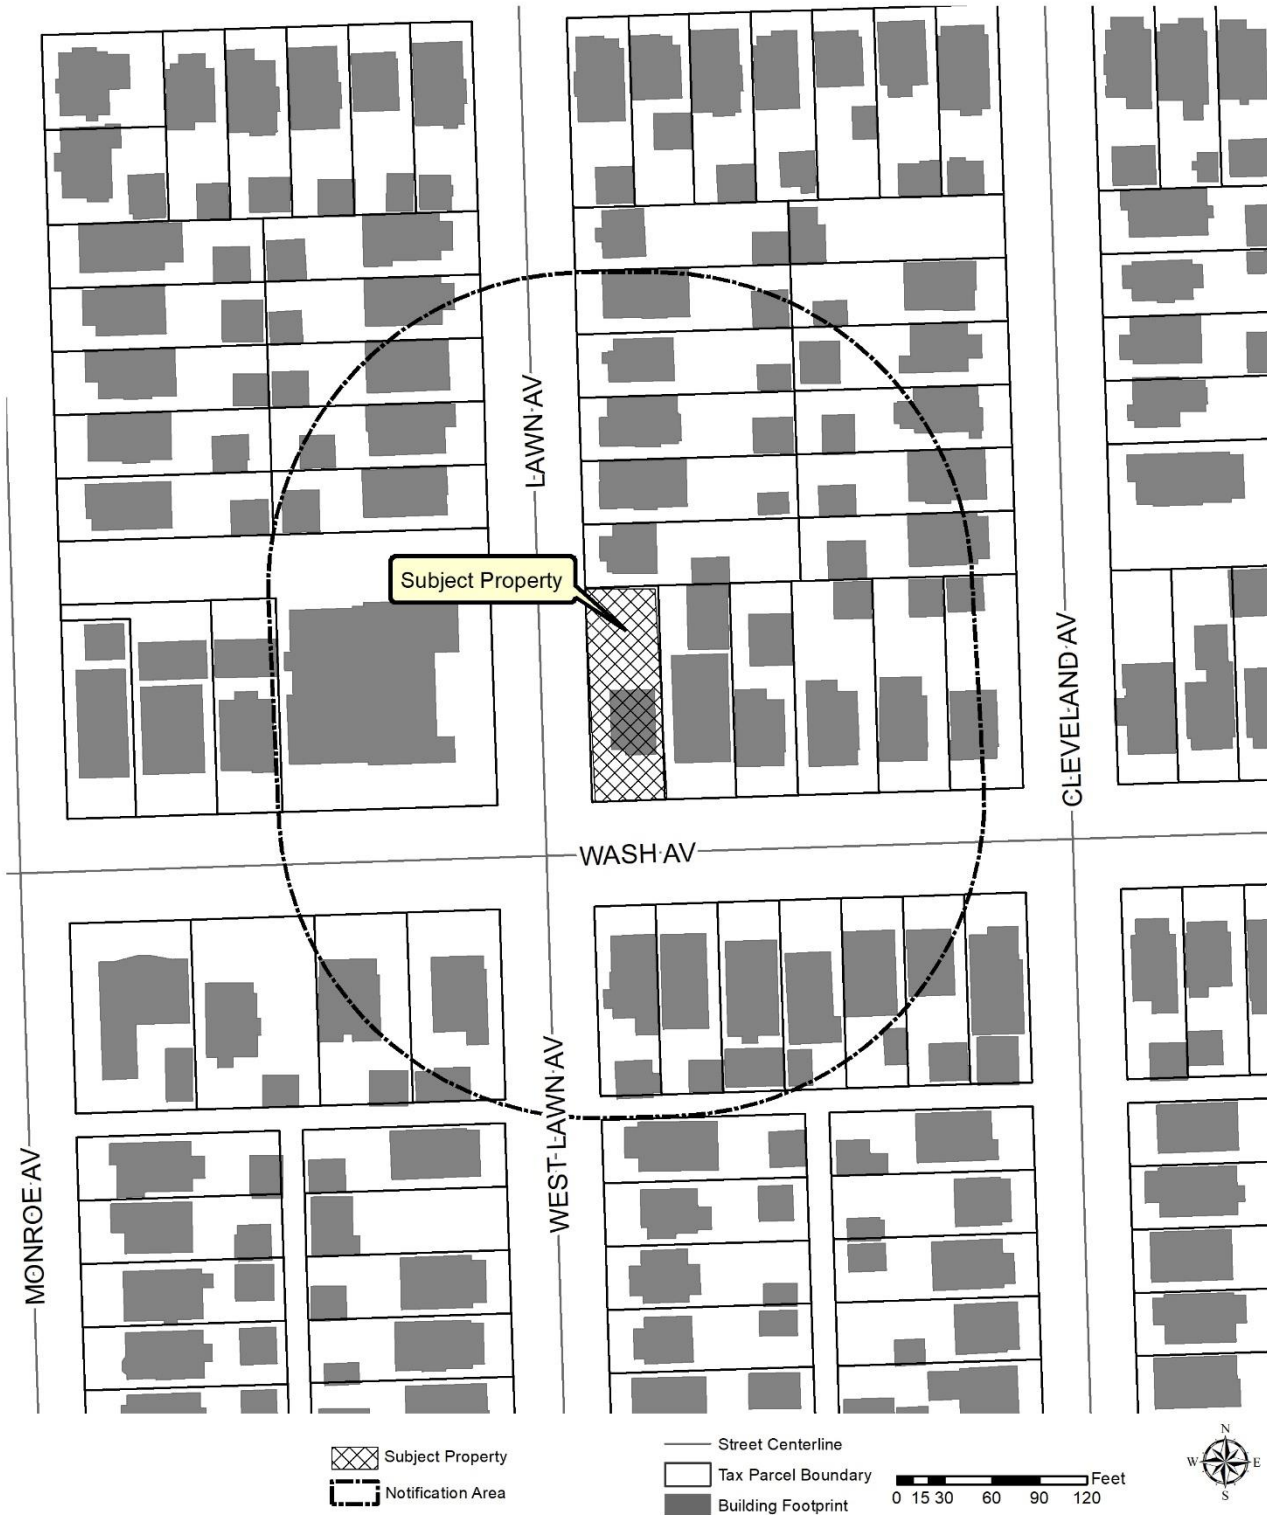 LAWN AV
Subject Property
CLEVELAND AV
WASH AV
WEST LAWN AV
MONROE AV
Subject Property
Notification Area
Street Centerline
Tax Parcel Boundary
Building Footprint
Feet
0 15 30 60 90 120
N
W E
S